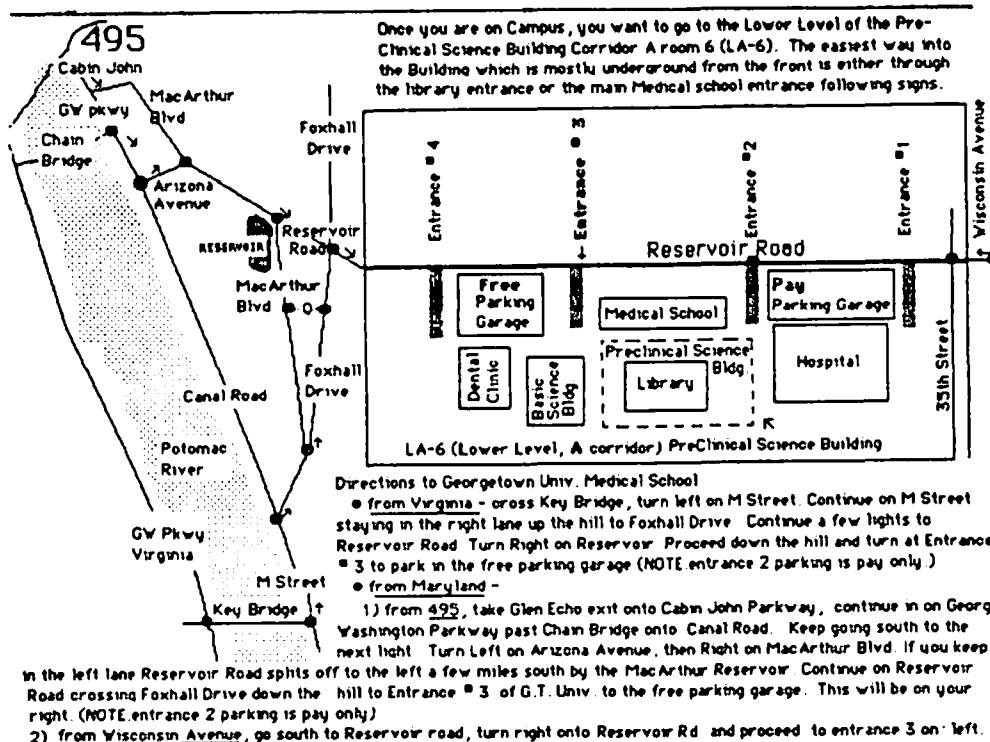 Once you are on Campus, you want to go to the Lowor Level of the Pre-
Clinical Science Building Corridor A room 6 (LA-6). The easiest way into
the Building which is mostly underground from the front is either through
the library entrance or the main Medical school entrance following signs.
495
Cabin John
MacArthur
Blvd
GW pkwy
Chain
Bridge
Arizona
Avenue
Foxhall
Drive
RESERVOIR
Reservoir
Road
MacArthur
Blvd
Foxhall
Drive
Canal Road
Potomac
River
GW Pkwy
Virginia
M Street
Key Bridge
Entrance #4
← Entrance #3
Entrance #2
Entrance #1
↑ Wisconsin Avenue
Reservoir Road
Free
Parking
Garage
Medical School
Pay
Parking Garage
Dental
Clinic
Basic
Science
Bldg
Preclinical Science
Bldg.
Library
Hospital
35th Street
LA-6 (Lower Level, A corridor) PreClinical Science Building
Directions to Georgetown Univ. Medical School
• from Virginia - cross Key Bridge, turn left on M Street. Continue on M Street
staying in the right lane up the hill to Foxhall Drive Continue a few lights to
Reservoir Road Turn Right on Reservoir Proceed down the hill and turn at Entrance
# 3 to park in the free parking garage (NOTE.entrance 2 parking is pay only.)
• from Maryland -
1) from 495, take Glen Echo exit onto Cabin John Parkway, continue in on Georg
Washington Parkway past Chain Bridge onto Canal Road. Keep going south to the
next light Turn Left on Arizona Avenue, then Right on MacArthur Blvd. If you keep
in the left lane Reservoir Road splits off to the left a few miles south by the MacArthur Reservoir. Continue on Reservoir
Road crossing Foxhall Drive down the hill to Entrance # 3 of G.T. Univ. to the free parking garage. This will be on your
right. (NOTE.entrance 2 parking is pay only)
2) from Wisconsin Avenue, go south to Reservoir road, turn right onto Reservoir Rd and proceed to entrance 3 on left.